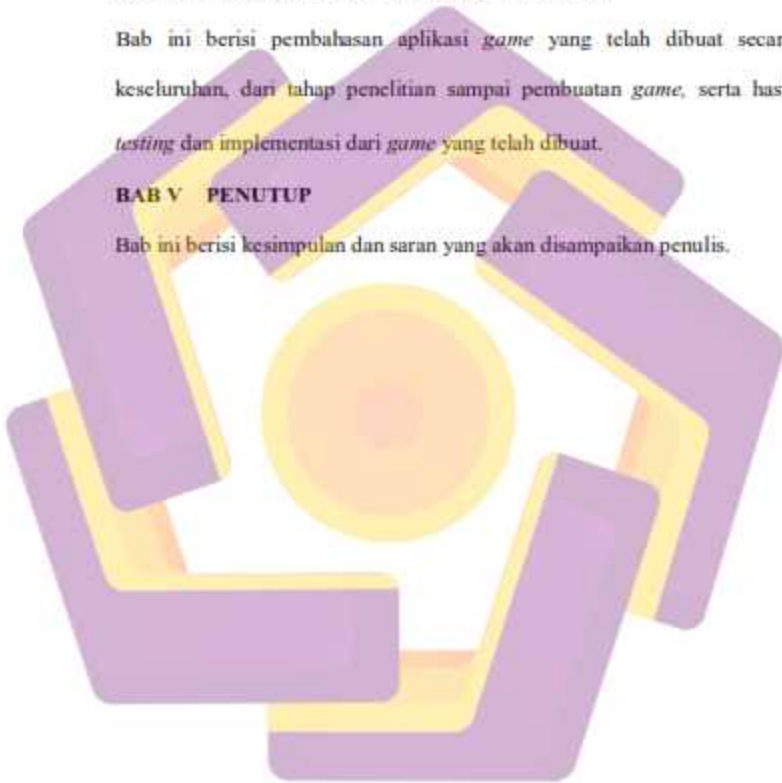 Bab ini berisi pembahasan aplikasi game yang telah dibuat secar
keseluruhan, dari tahap penelitian sampai pembuatan game, serta has
testing dan implementasi dari game yang telah dibuat.
BAB V PENUTUP
Bab ini berisi kesimpulan dan saran yang akan disampaikan penulis.